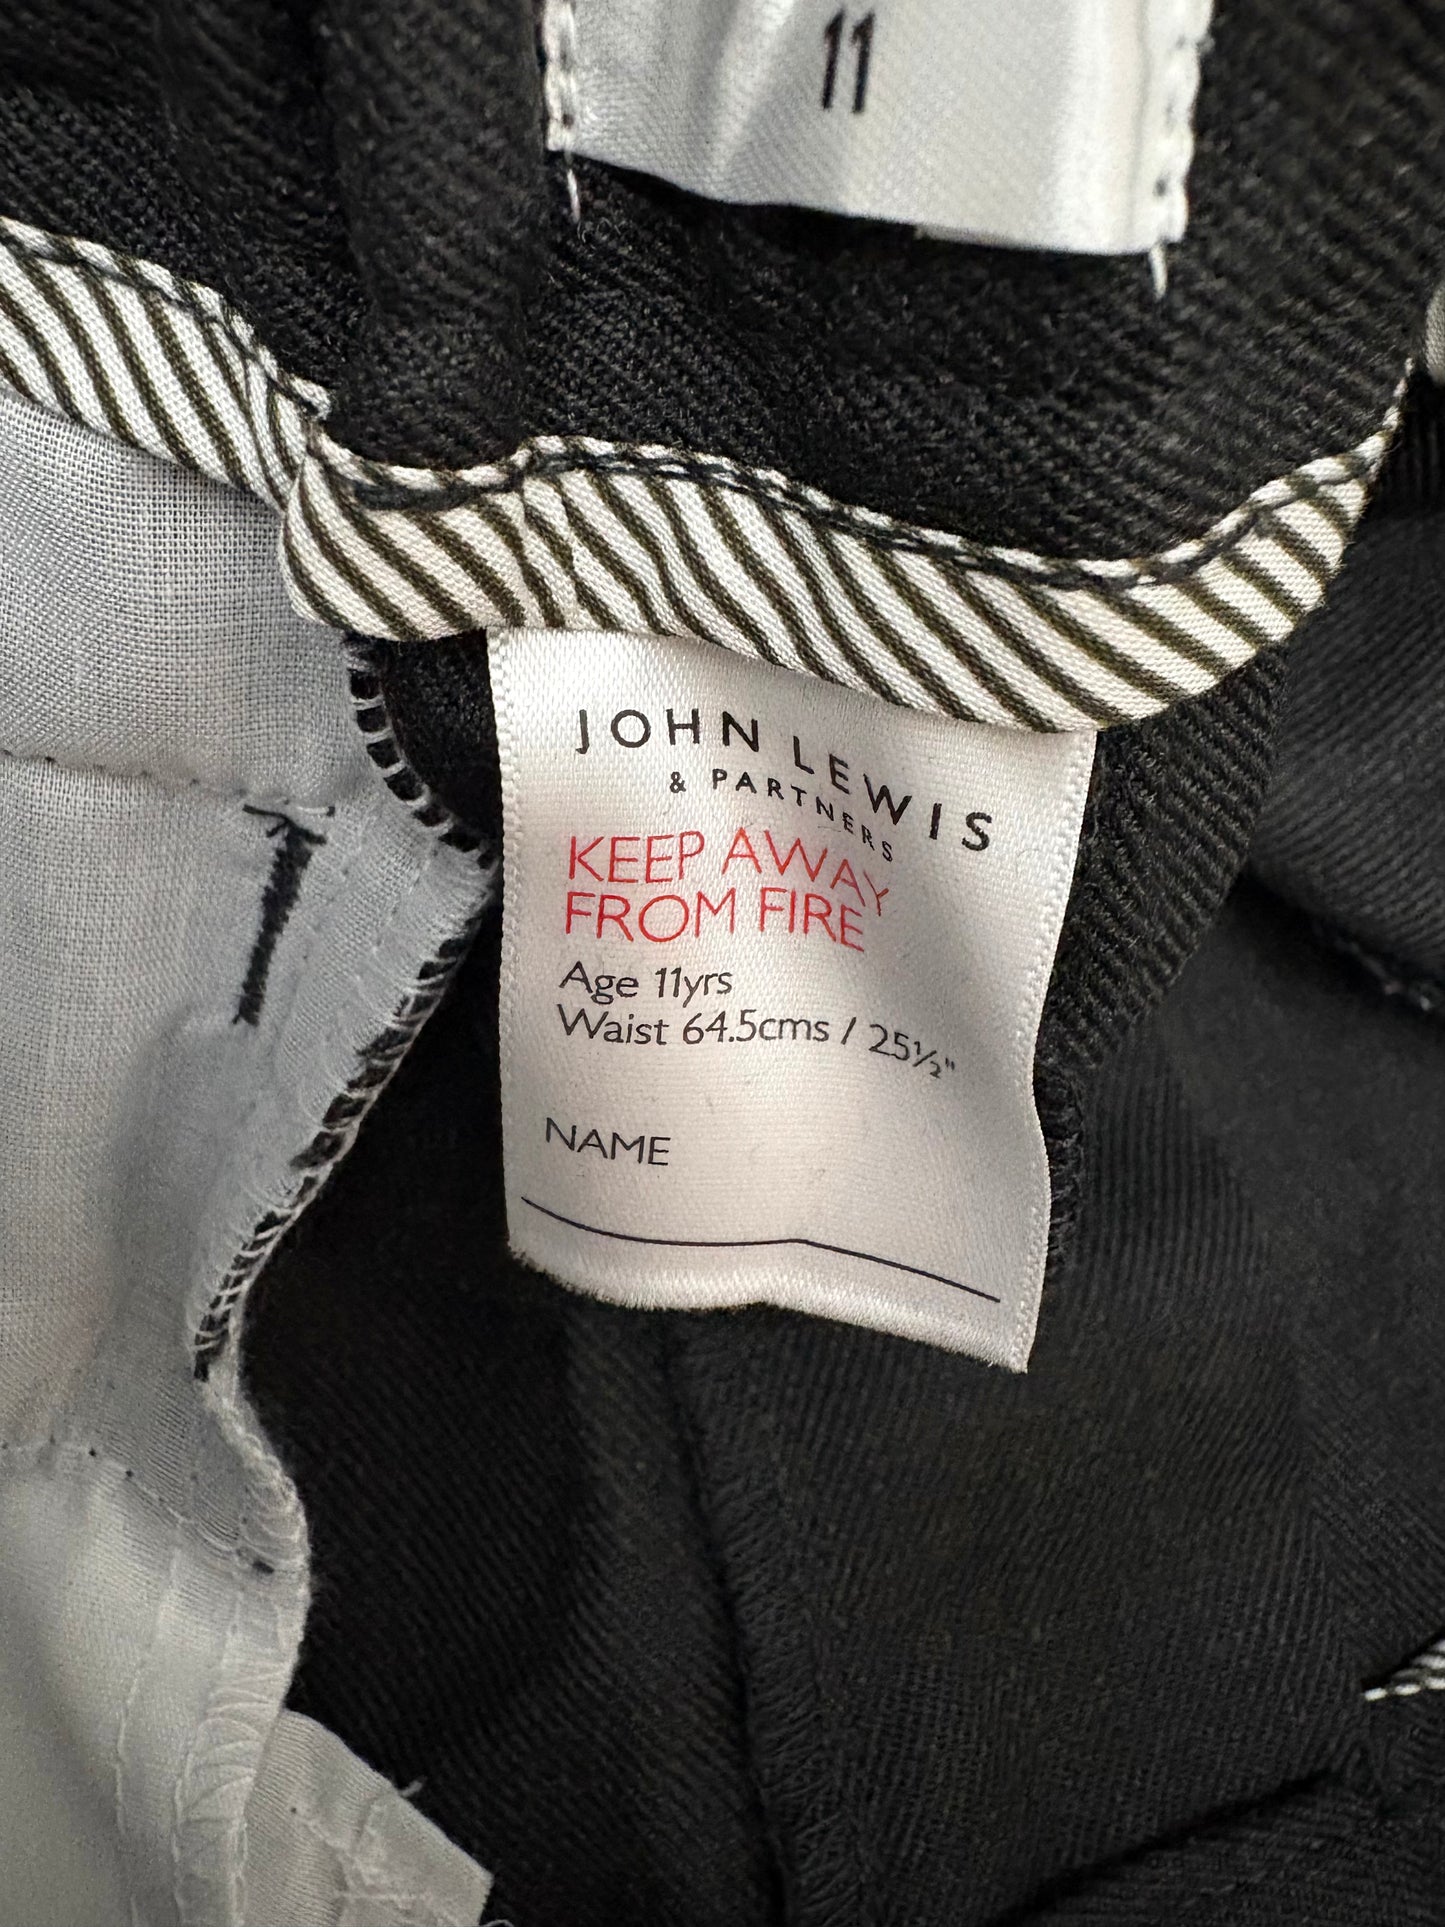 11
JOHN LEWIS
& PARTNERS
KEEP AWAY
FROM FIRE
Age 11yrs
Waist 64.5cms / 25½"
NAME